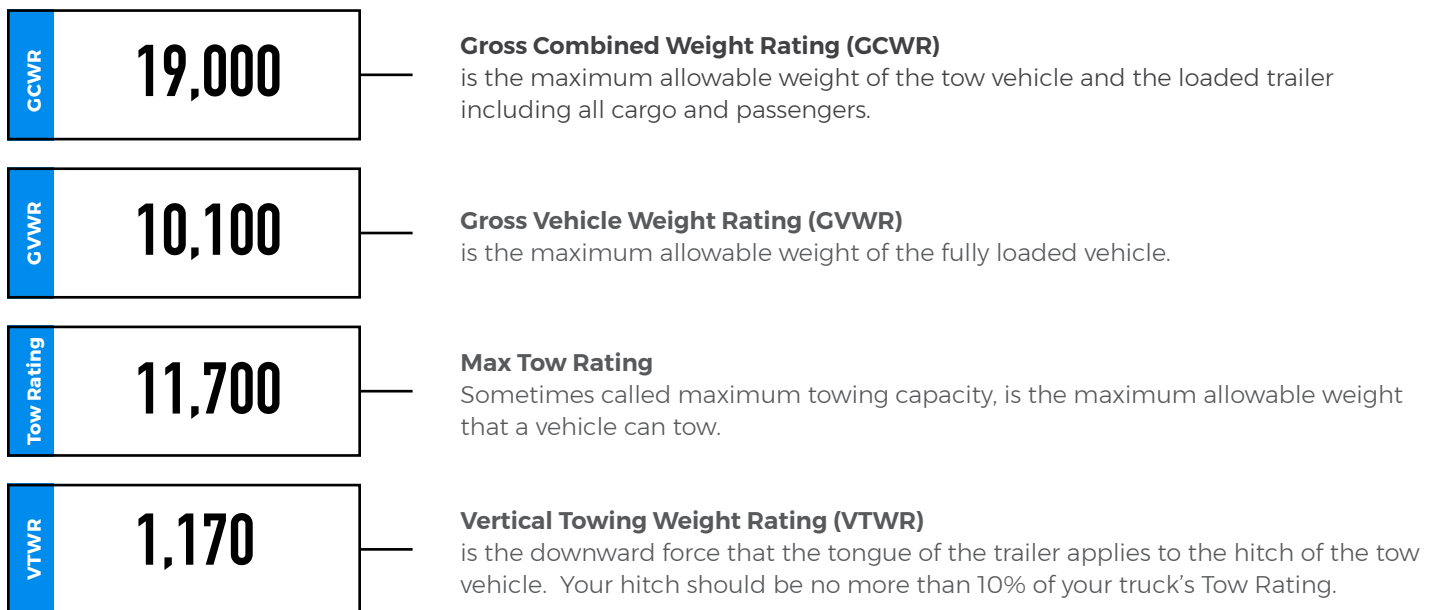 GCWR
19,000
Gross Combined Weight Rating (GCWR)
is the maximum allowable weight of the tow vehicle and the loaded trailer
including all cargo and passengers.
GVWR
10,100
Gross Vehicle Weight Rating (GVWR)
is the maximum allowable weight of the fully loaded vehicle.
Tow Rating
11,700
Max Tow Rating
Sometimes called maximum towing capacity, is the maximum allowable weight
that a vehicle can tow.
VTWR
1,170
Vertical Towing Weight Rating (VTWR)
is the downward force that the tongue of the trailer applies to the hitch of the tow
vehicle.  Your hitch should be no more than 10% of your truck's Tow Rating.